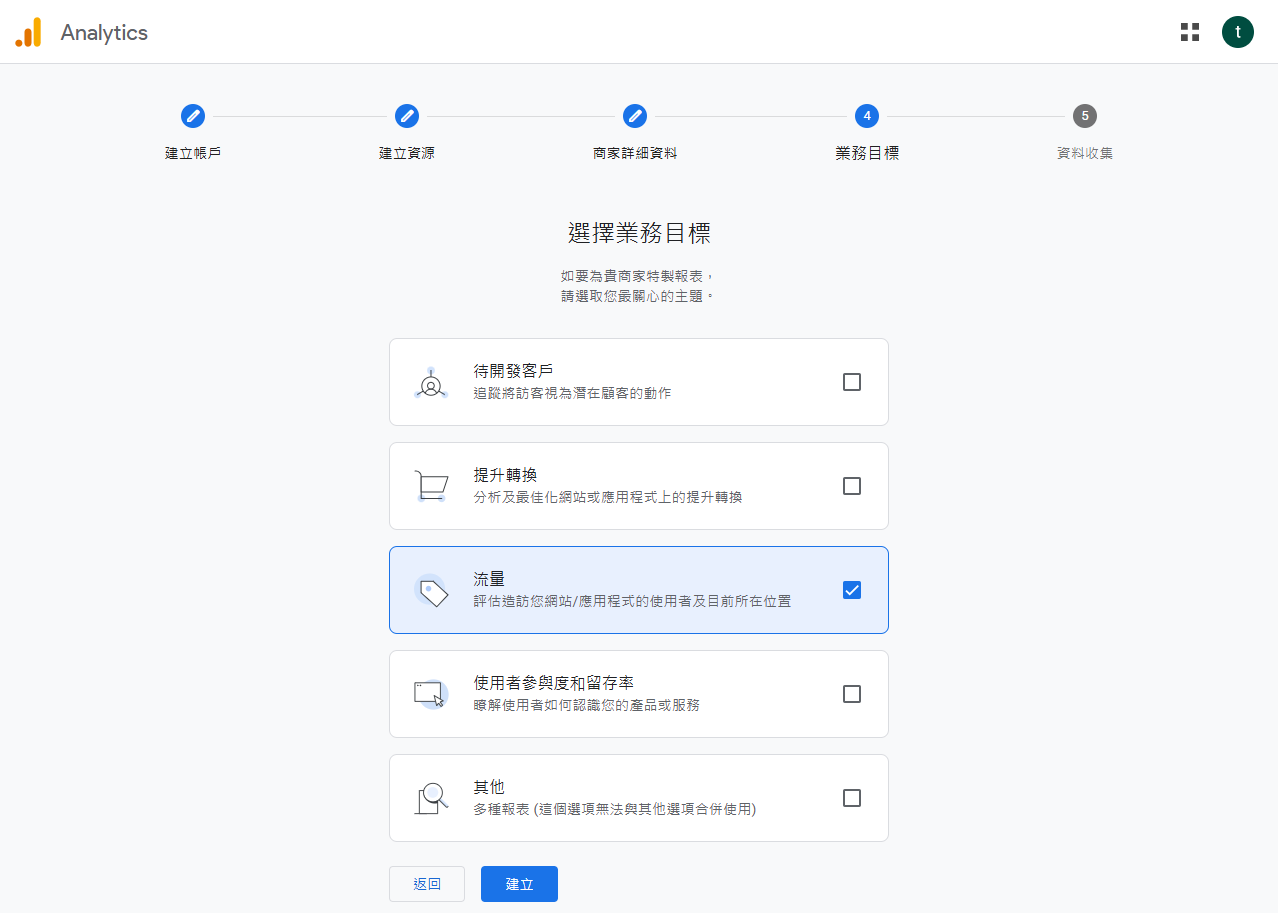 Analytics
t
4
5
建立帳戶
建立資源
商家詳細資料
業務目標
資料收集
選擇業務目標
如要為貴商家特製報表，
請選取您最關心的主題。
待開發客戶
追蹤將訪客視為潛在顧客的動作
提升轉換
分析及最佳化網站或應用程式上的提升轉換
流量
評估造訪您網站/應用程式的使用者及目前所在位置
使用者參與度和留存率
瞭解使用者如何認識您的產品或服務
其他
多種報表 (這個選項無法與其他選項合併使用)
返回
建立